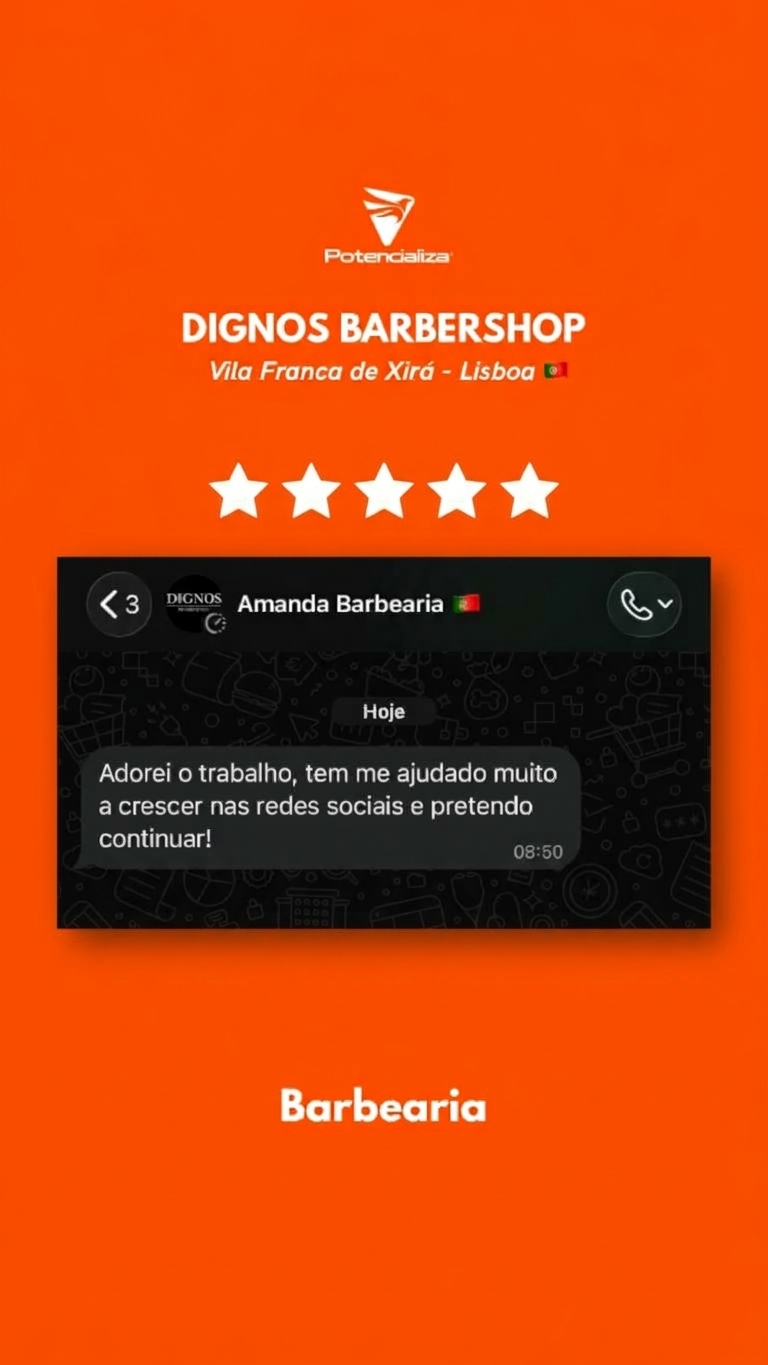 Potencializa
DIGNOS BARBERSHOP
Vila Franca de Xirá - Lisboa 🇵🇹
3
DIGNOS
Amanda Barbearia 🇵🇹
Hoje
Adorei o trabalho, tem me ajudado muito
a crescer nas redes sociais e pretendo
continuar!
08:50
Barbearia